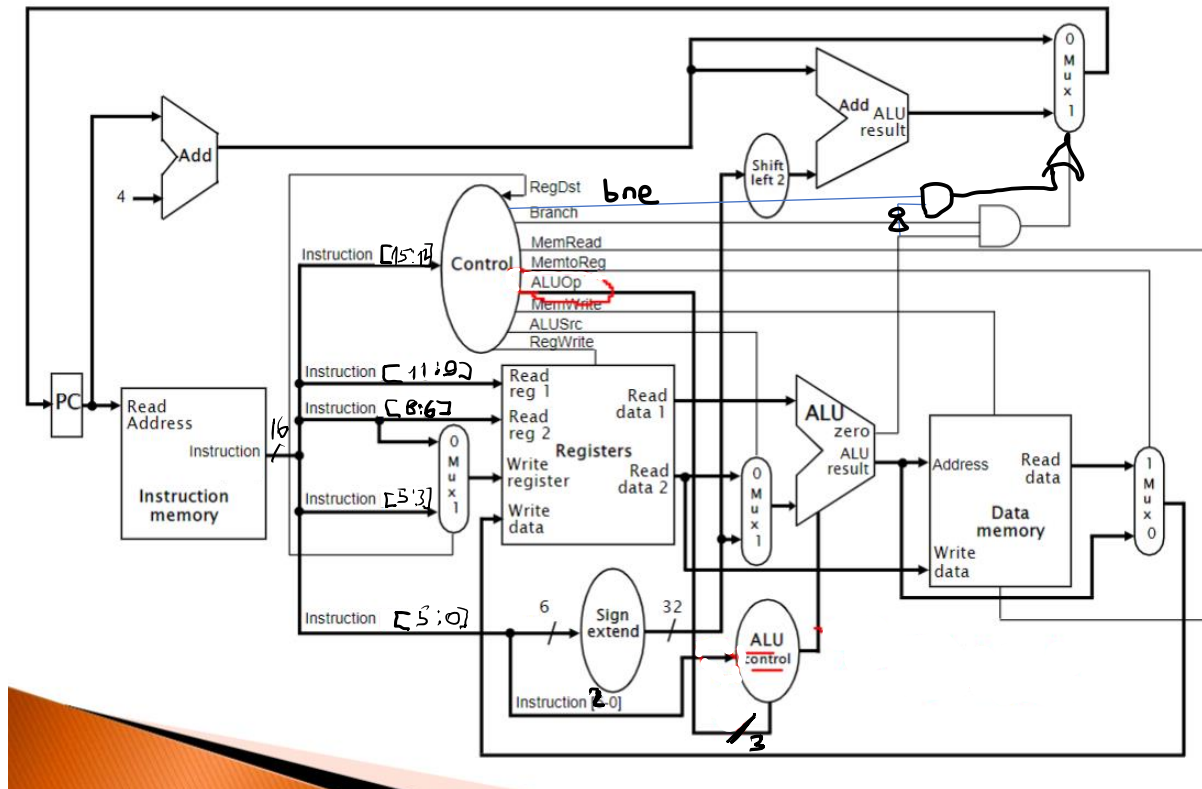 0
M
u
x
1
Add
ALU
result
Add
4
Shift
left 2
RegDst
bne
Branch
MemRead
MemtoReg
ALUOp
MemWrite
ALUSrc
RegWrite
Control
Instruction [15:12]
Instruction [11:9]
Instruction [8:6]
Instruction [5:3]
Instruction [5:0]
PC
Read
Address
Instruction
16
Instruction
memory
0
M
u
x
1
Read
reg 1
Read
reg 2
Write
register
Write
data
Registers
Read
data 1
Read
data 2
0
M
u
x
1
ALU
zero
ALU
result
Address
Read
data
Data
memory
Write
data
1
M
u
x
0
6
Sign
extend
32
ALU
control
Instruction [2-0]
3